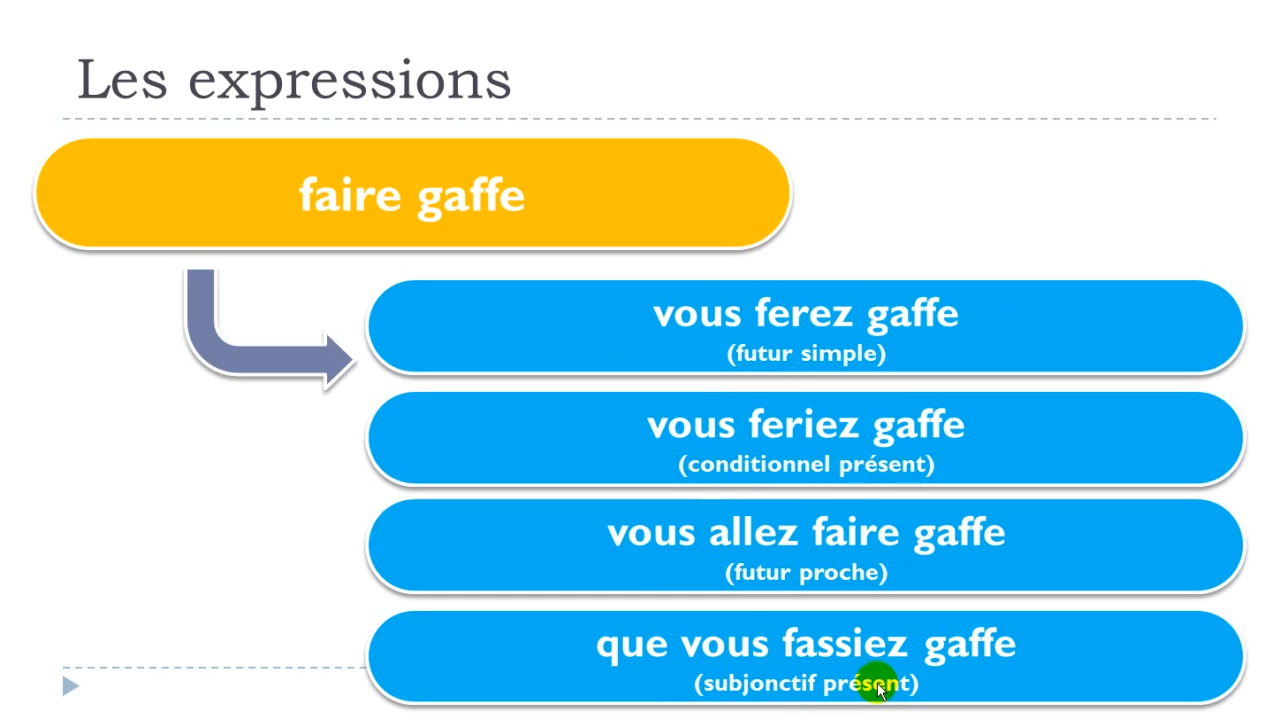 Les expressions
faire gaffe
vous ferez gaffe
(futur simple)
vous feriez gaffe
(conditionnel présent)
vous allez faire gaffe
(futur proche)
que vous fassiez gaffe
(subjonctif présent)